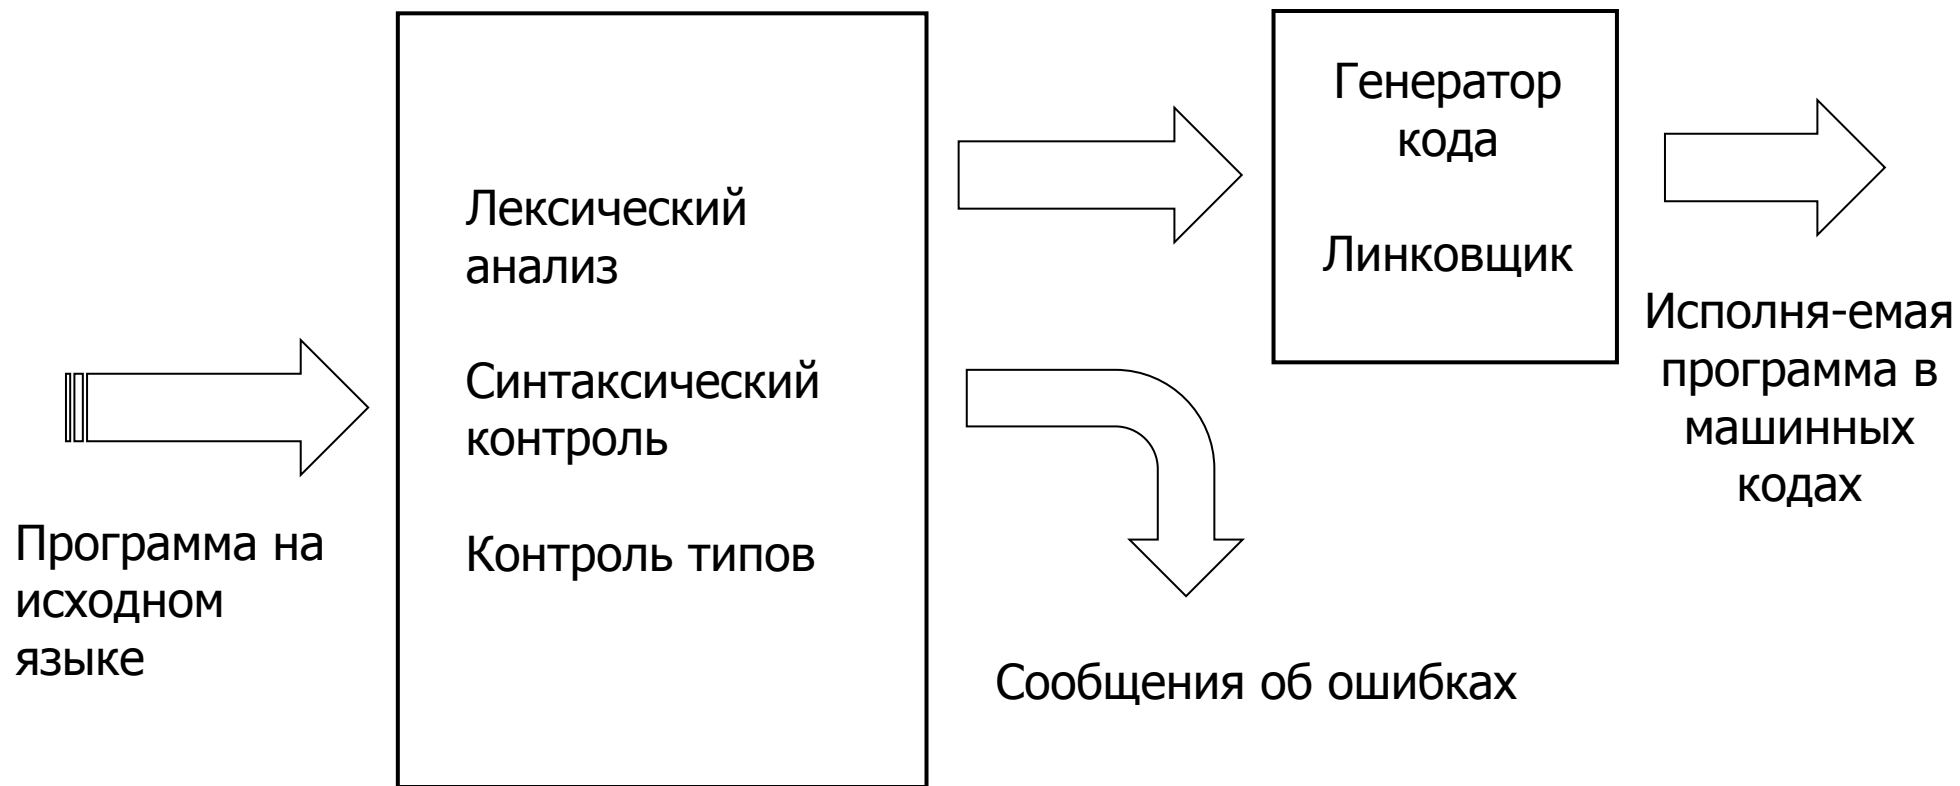 Программа на
исходном
языке
Лексический
анализ
Синтаксический
контроль
Контроль типов
Генератор
кода
Линковщик
Сообщения об ошибках
Исполня-емая
программа в
машинных
кодах